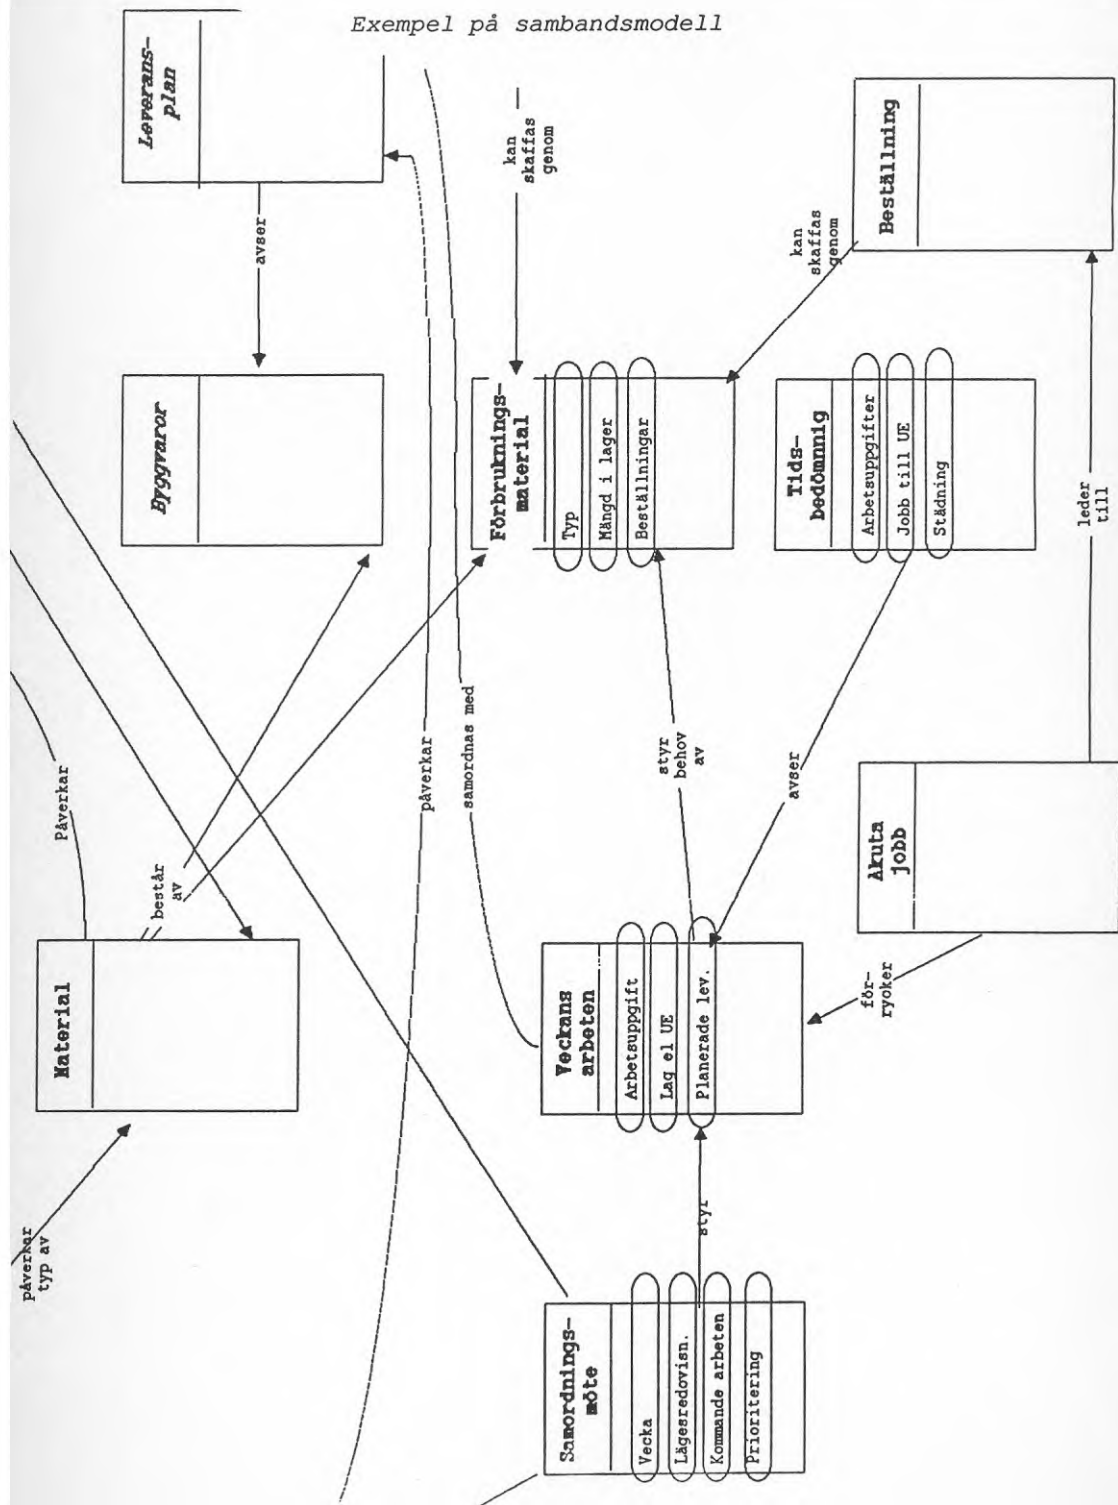 Exempel på sambandsmodell
Leverans-
plan
avser
Byggvaror
kan
skaffas
genom
Förbruknings-
material
Typ
Mängd i lager
Beställningar
kan
skaffas
genom
Beställning
Tids-
bedömnnig
Arbetsuppgifter
Jobb till UE
Städning
leder
till
Påverkar
består
av
påverkar
samordnas med
styr
behov
av
avser
Material
Veckans
arbeten
Arbetsuppgift
Lag el UE
Planerade lev.
Akuta
jobb
för-
ryoker
påverkar
typ av
styr
Samordnings-
möte
Vecka
Lägesredovisn.
Kommande arbeten
Prioritering